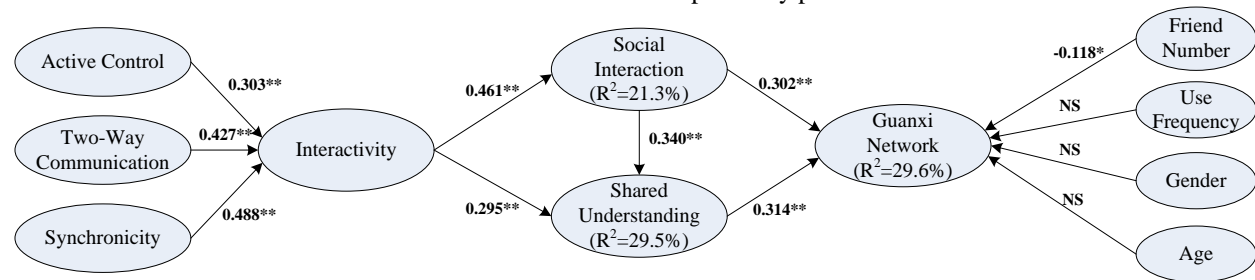 Active Control
Two-Way
Communication
Synchronicity
0.303**
0.427**
0.488**
Interactivity
0.461**
0.295**
Social
Interaction
(R²=21.3%)
0.340**
Shared
Understanding
(R²=29.5%)
0.302**
0.314**
Guanxi
Network
(R²=29.6%)
-0.118*
NS
NS
NS
Friend
Number
Use
Frequency
Gender
Age